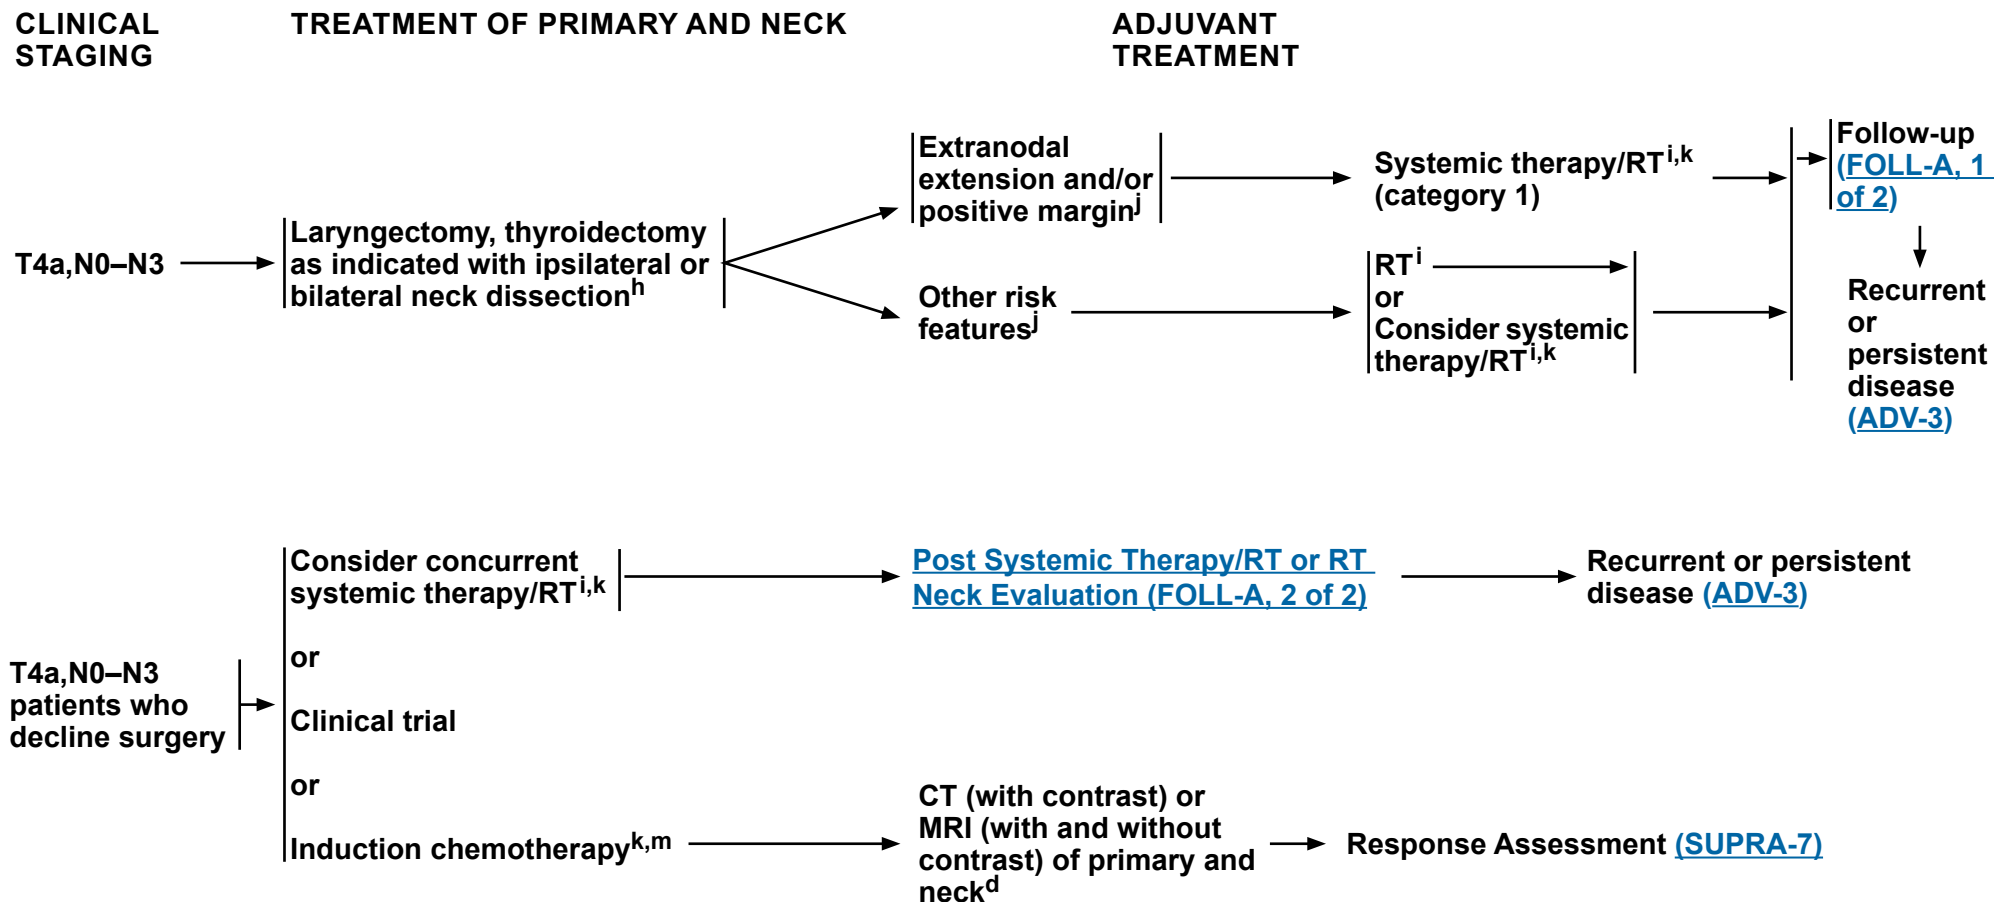 CLINICAL
STAGING
TREATMENT OF PRIMARY AND NECK
ADJUVANT
TREATMENT
T4a,N0–N3
Laryngectomy, thyroidectomy
as indicated with ipsilateral or
bilateral neck dissectionh
Extranodal
extension and/or
positive marginj
Systemic therapy/RTi,k
(category 1)
Other risk
featuresj
RTi
or
Consider systemic
therapy/RTi,k
Follow-up
(FOLL-A, 1
of 2)
Recurrent
or
persistent
disease
(ADV-3)
T4a,N0–N3
patients who
decline surgery
Consider concurrent
systemic therapy/RTi,k
or
Clinical trial
or
Induction chemotherapyk,m
Post Systemic Therapy/RT or RT
Neck Evaluation (FOLL-A, 2 of 2)
Recurrent or persistent
disease (ADV-3)
CT (with contrast) or
MRI (with and without
contrast) of primary and
neckd
Response Assessment (SUPRA-7)